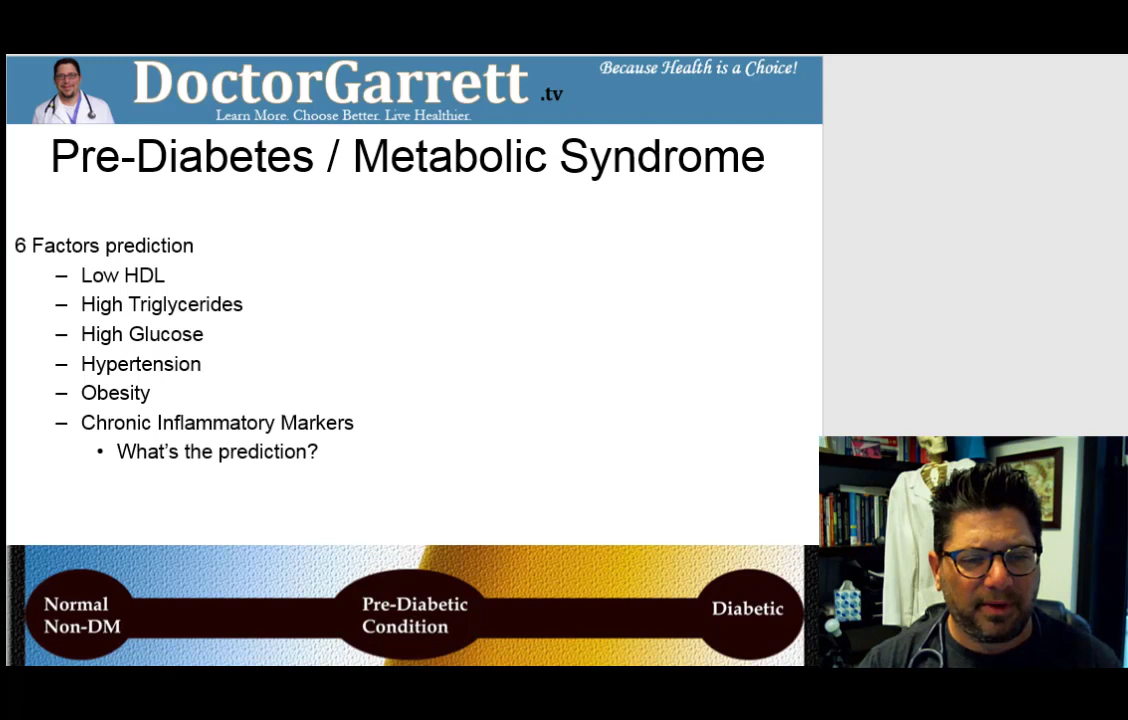 DoctorGarrett .tv
Because Health is a Choice!
Learn More. Choose Better. Live Healthier.
Pre-Diabetes / Metabolic Syndrome
6 Factors prediction
– Low HDL
– High Triglycerides
– High Glucose
– Hypertension
– Obesity
– Chronic Inflammatory Markers
• What's the prediction?
Normal
Non-DM
Pre-Diabetic
Condition
Diabetic